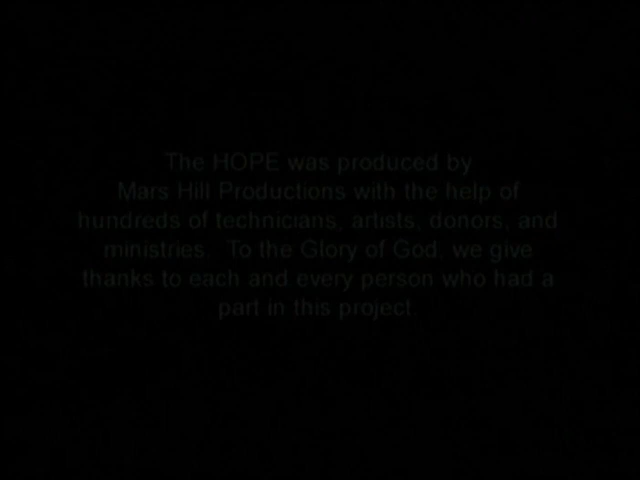 The HOPE was produced by
Mars Hill Productions with the help of
hundreds of technicians, artists, donors, and
ministries.  To the Glory of God, we give
thanks to each and every person who had a
part in this project.